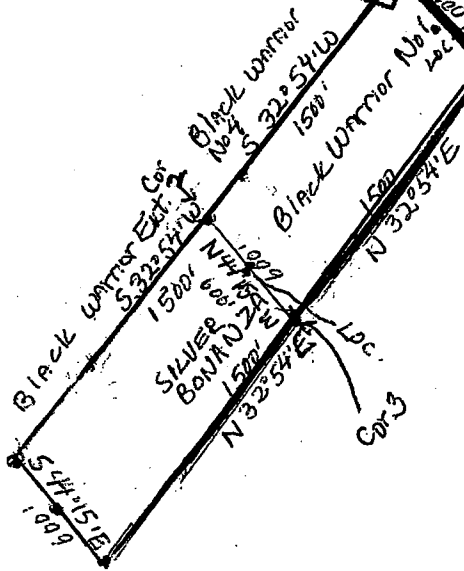 BLACK WARRIOR
No 4
S 32° 54' W
1500'
BLACK WARRIOR No 1.
LOC
1500
N 32° 54' E
Cor 2
BLACK WARRIOR Ext.
S. 32° 54' W
1500'
600'
N 44° 15' W
600'
SILVER
BONANZA
1500'
N 32° 54' E
LOC.
Cor 3
S 44° 15' E
600'